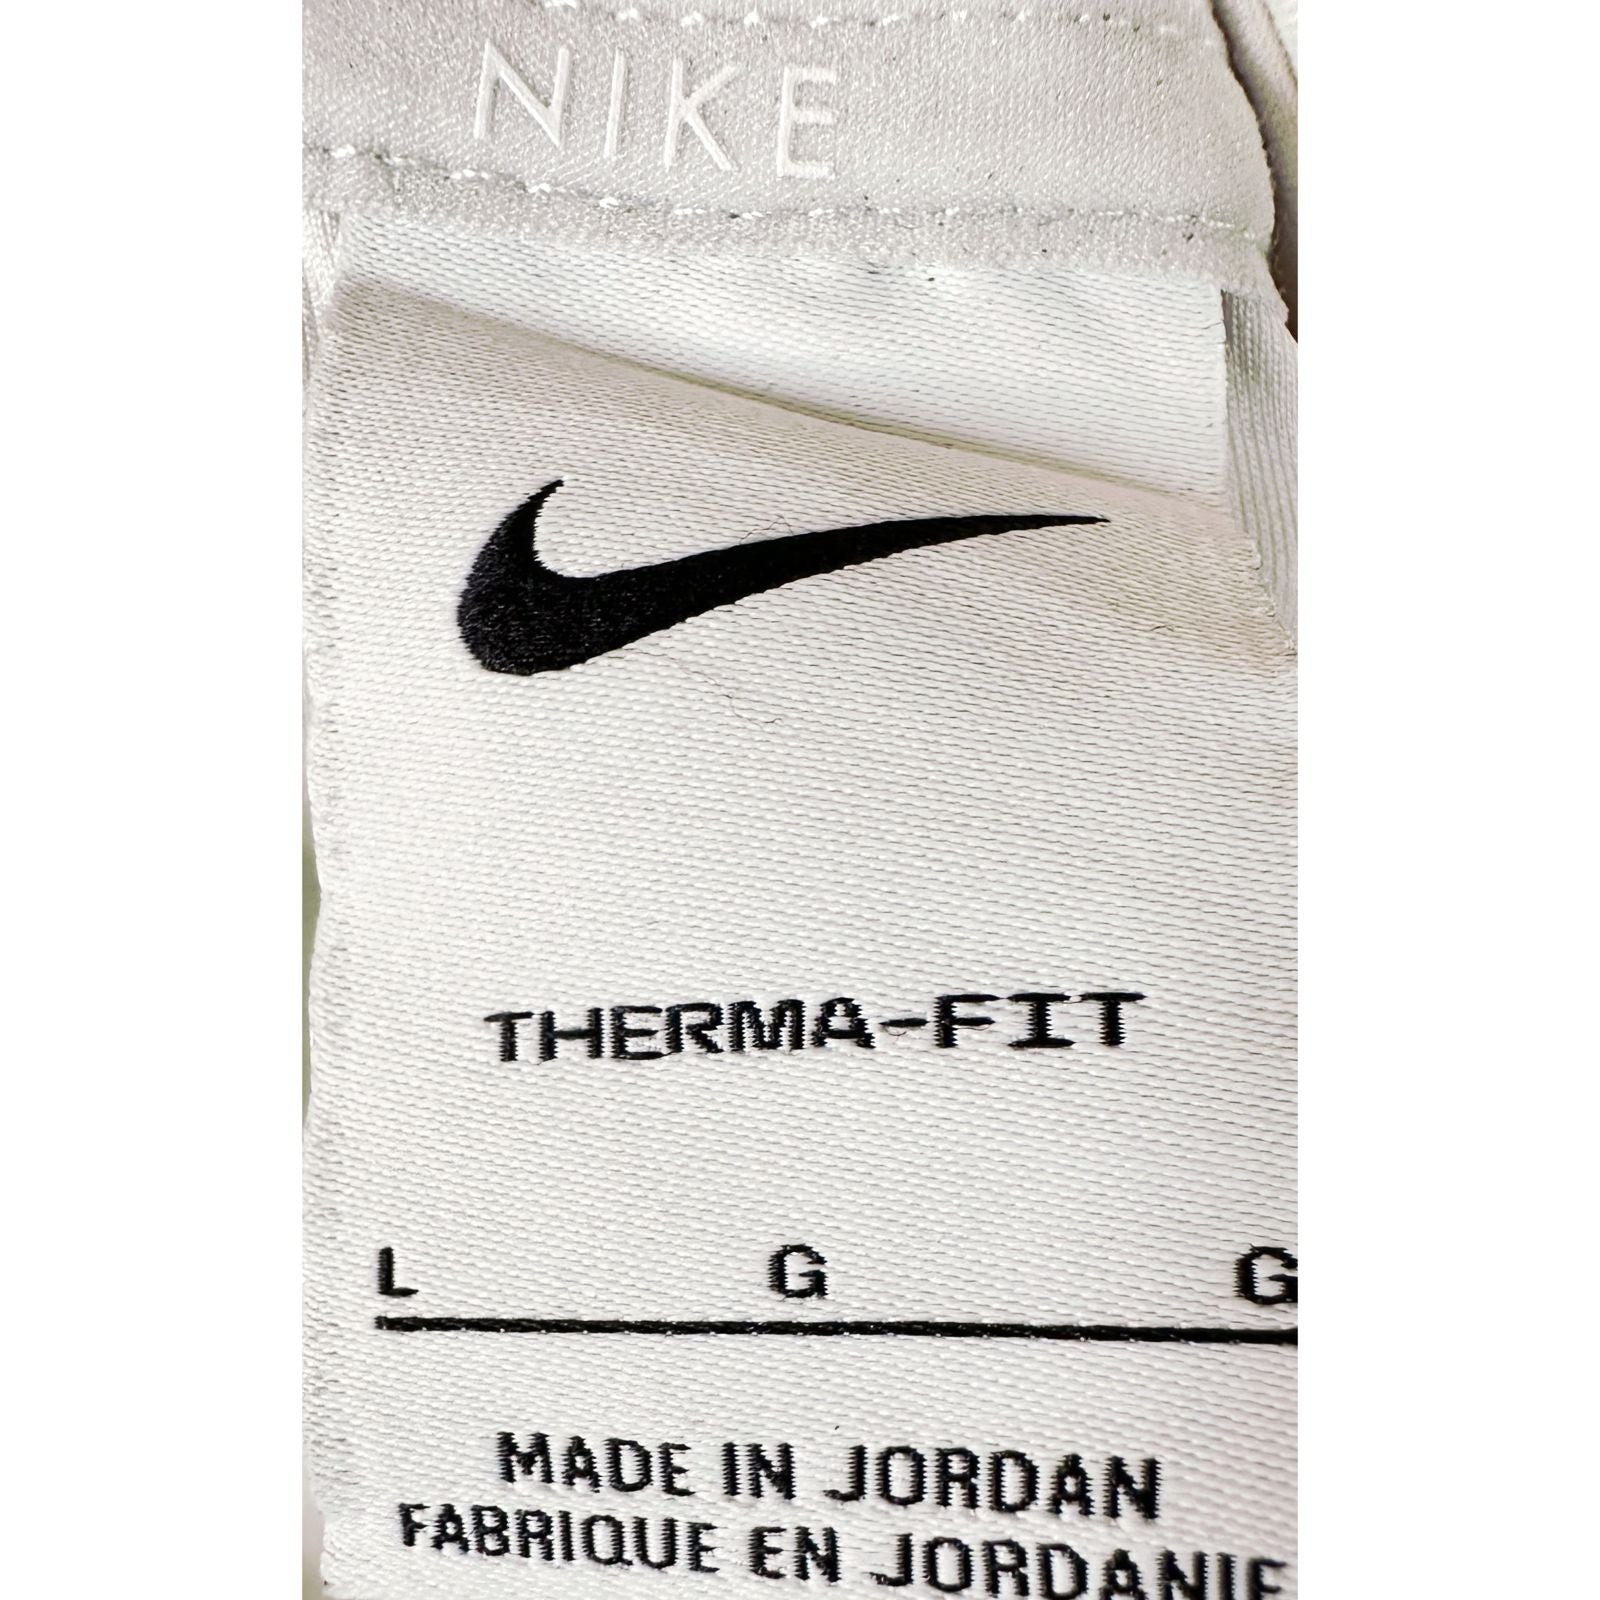 NIKE
THERMA-FIT
L G G
MADE IN JORDAN
FABRIQUE EN JORDANIE